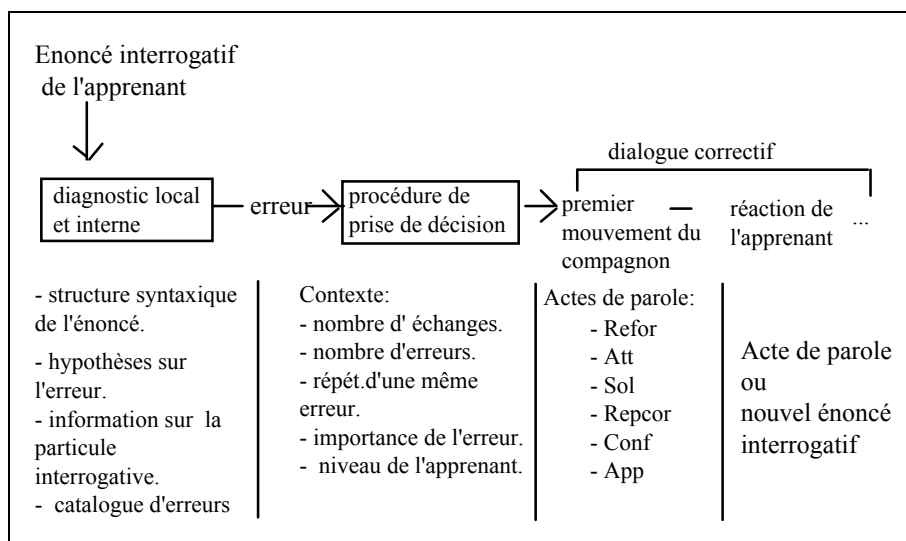 Enoncé interrogatif
de l'apprenant
dialogue correctif
diagnostic local
et interne
erreur
procédure de
prise de décision
premier
mouvement du
compagnon
—
réaction de
l'apprenant ...
- structure syntaxique
de l'énoncé.
- hypothèses sur
l'erreur.
- information sur la
particule
interrogative.
- catalogue d'erreurs
Contexte:
- nombre d' échanges.
- nombre d'erreurs.
- répét.d'une même
erreur.
- importance de l'erreur.
- niveau de l'apprenant.
Actes de parole:
- Refor
- Att
- Sol
- Repcor
- Conf
- App
Acte de parole
ou
nouvel énoncé
interrogatif